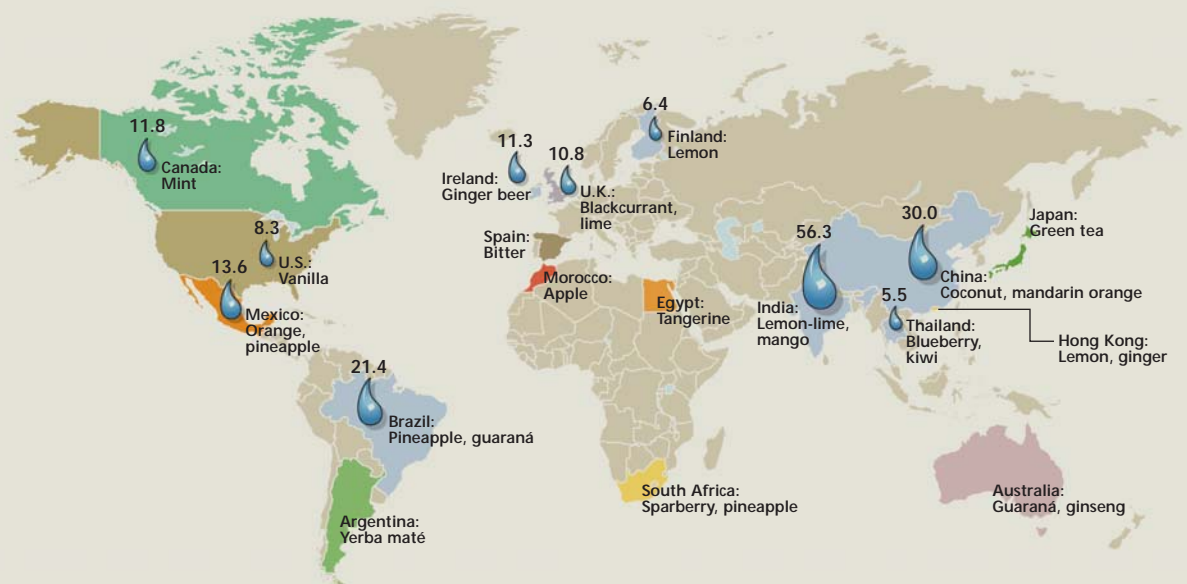 11.8
Canada:
Mint
8.3
U.S.:
Vanilla
13.6
Mexico:
Orange,
pineapple
21.4
Brazil:
Pineapple, guaraná
Argentina:
Yerba maté
11.3
Ireland:
Ginger beer
10.8
U.K.:
Blackcurrant,
lime
6.4
Finland:
Lemon
Spain:
Bitter
Morocco:
Apple
Egypt:
Tangerine
South Africa:
Sparberry, pineapple
56.3
India:
Lemon-lime,
mango
30.0
China:
Coconut, mandarin orange
Japan:
Green tea
5.5
Thailand:
Blueberry,
kiwi
Hong Kong:
Lemon, ginger
Australia:
Guaraná, ginseng